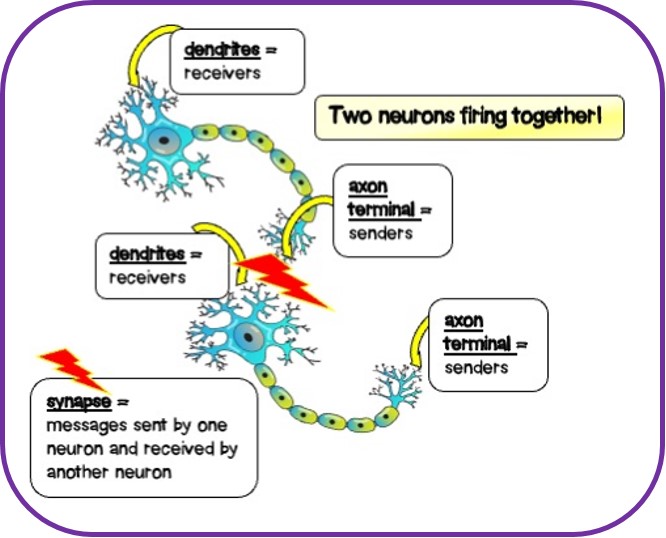 dendrites =
receivers
Two neurons firing together!
axon
terminal =
senders
dendrites =
receivers
axon
terminal =
senders
synapse =
messages sent by one
neuron and received by
another neuron